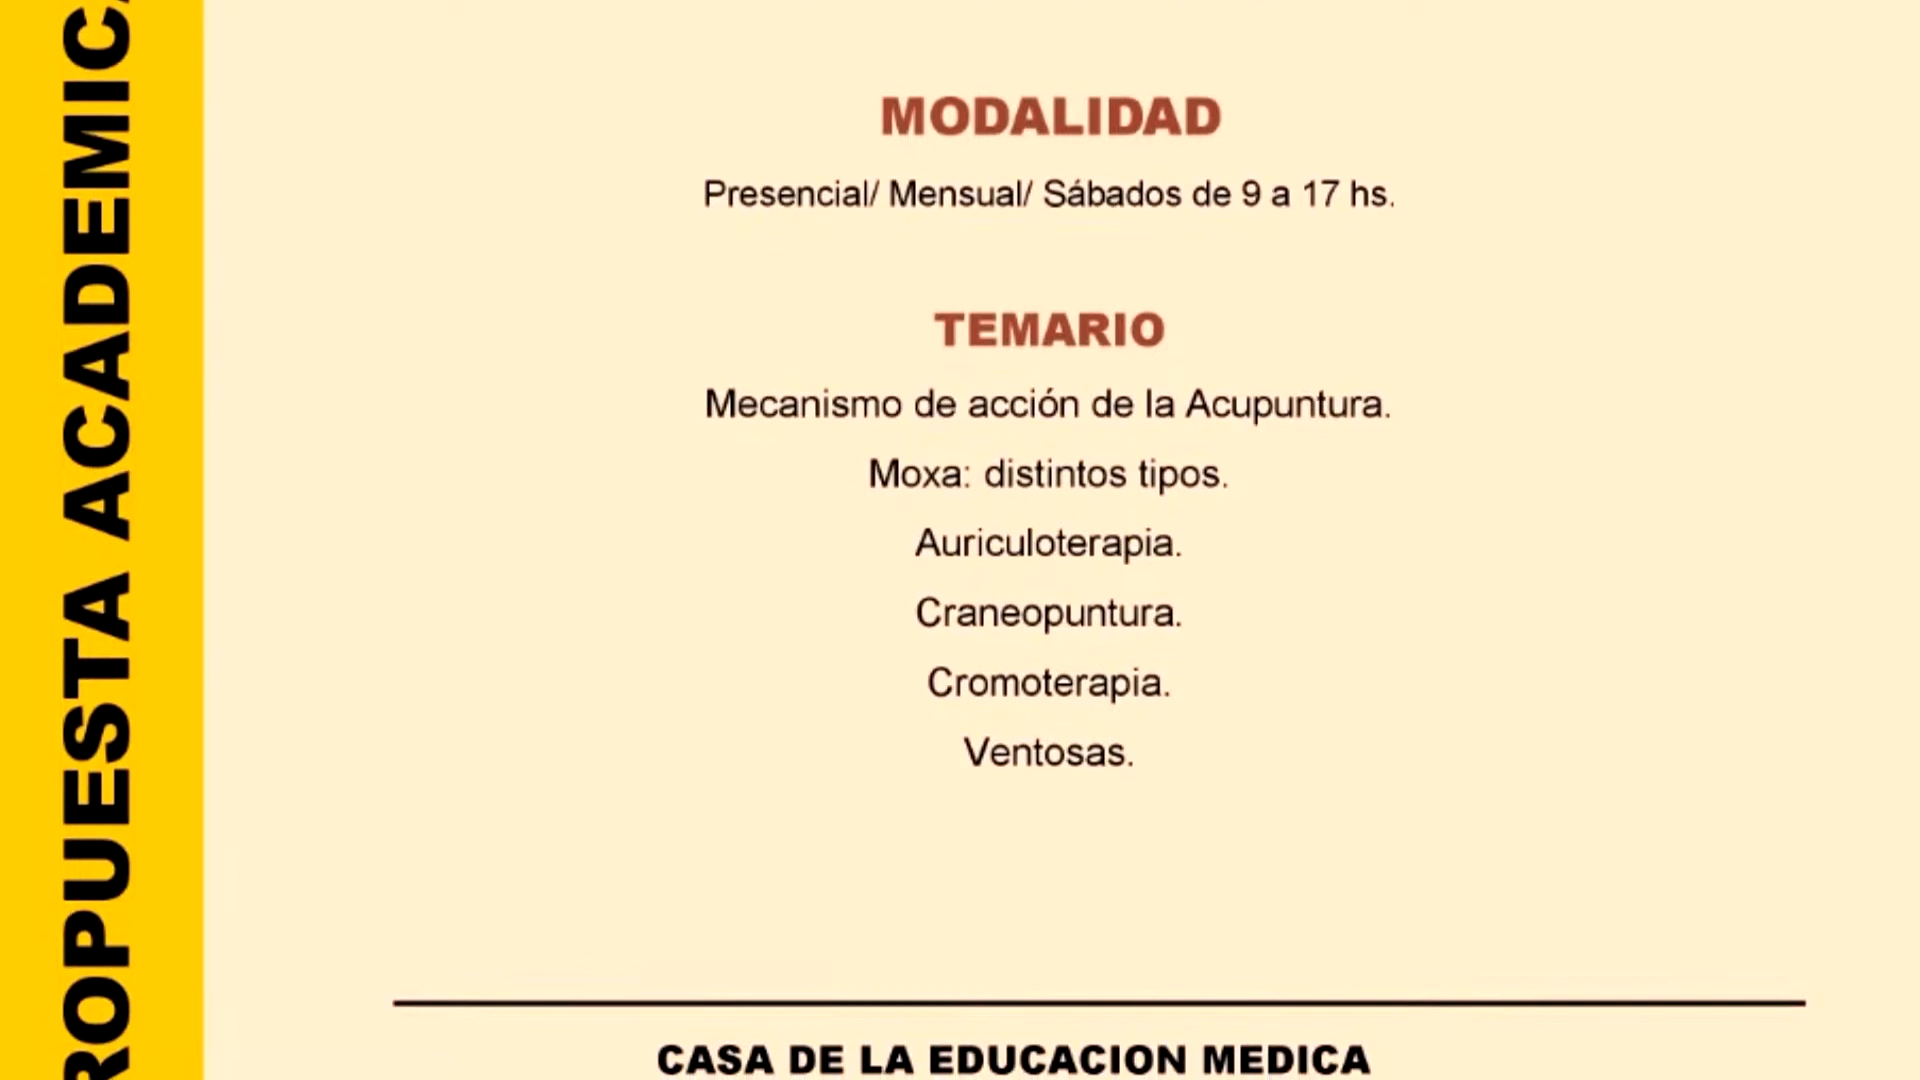 ROPUESTA ACADEMICA
MODALIDAD
Presencial/ Mensual/ Sábados de 9 a 17 hs.
TEMARIO
Mecanismo de acción de la Acupuntura.
Moxa: distintos tipos.
Auriculoterapia.
Craneopuntura.
Cromoterapia.
Ventosas.
CASA DE LA EDUCACION MEDICA